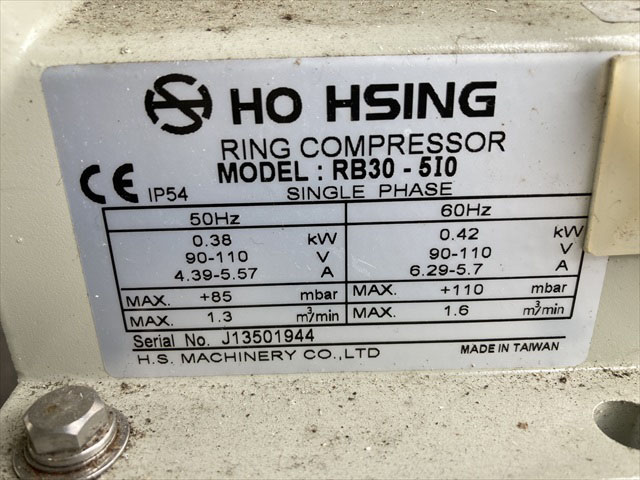 HO HSING
RING COMPRESSOR
MODEL : RB30 - 5I0
CE IP54 SINGLE PHASE
50Hz 60Hz
0.38 kW 0.42 kW
90-110 V 90-110 V
4.39-5.57 A 6.29-5.7 A
MAX. +85 mbar MAX. +110 mbar
MAX. 1.3 m³/min MAX. 1.6 m³/min
Serial No. J13501944
H.S. MACHINERY CO.,LTD MADE IN TAIWAN